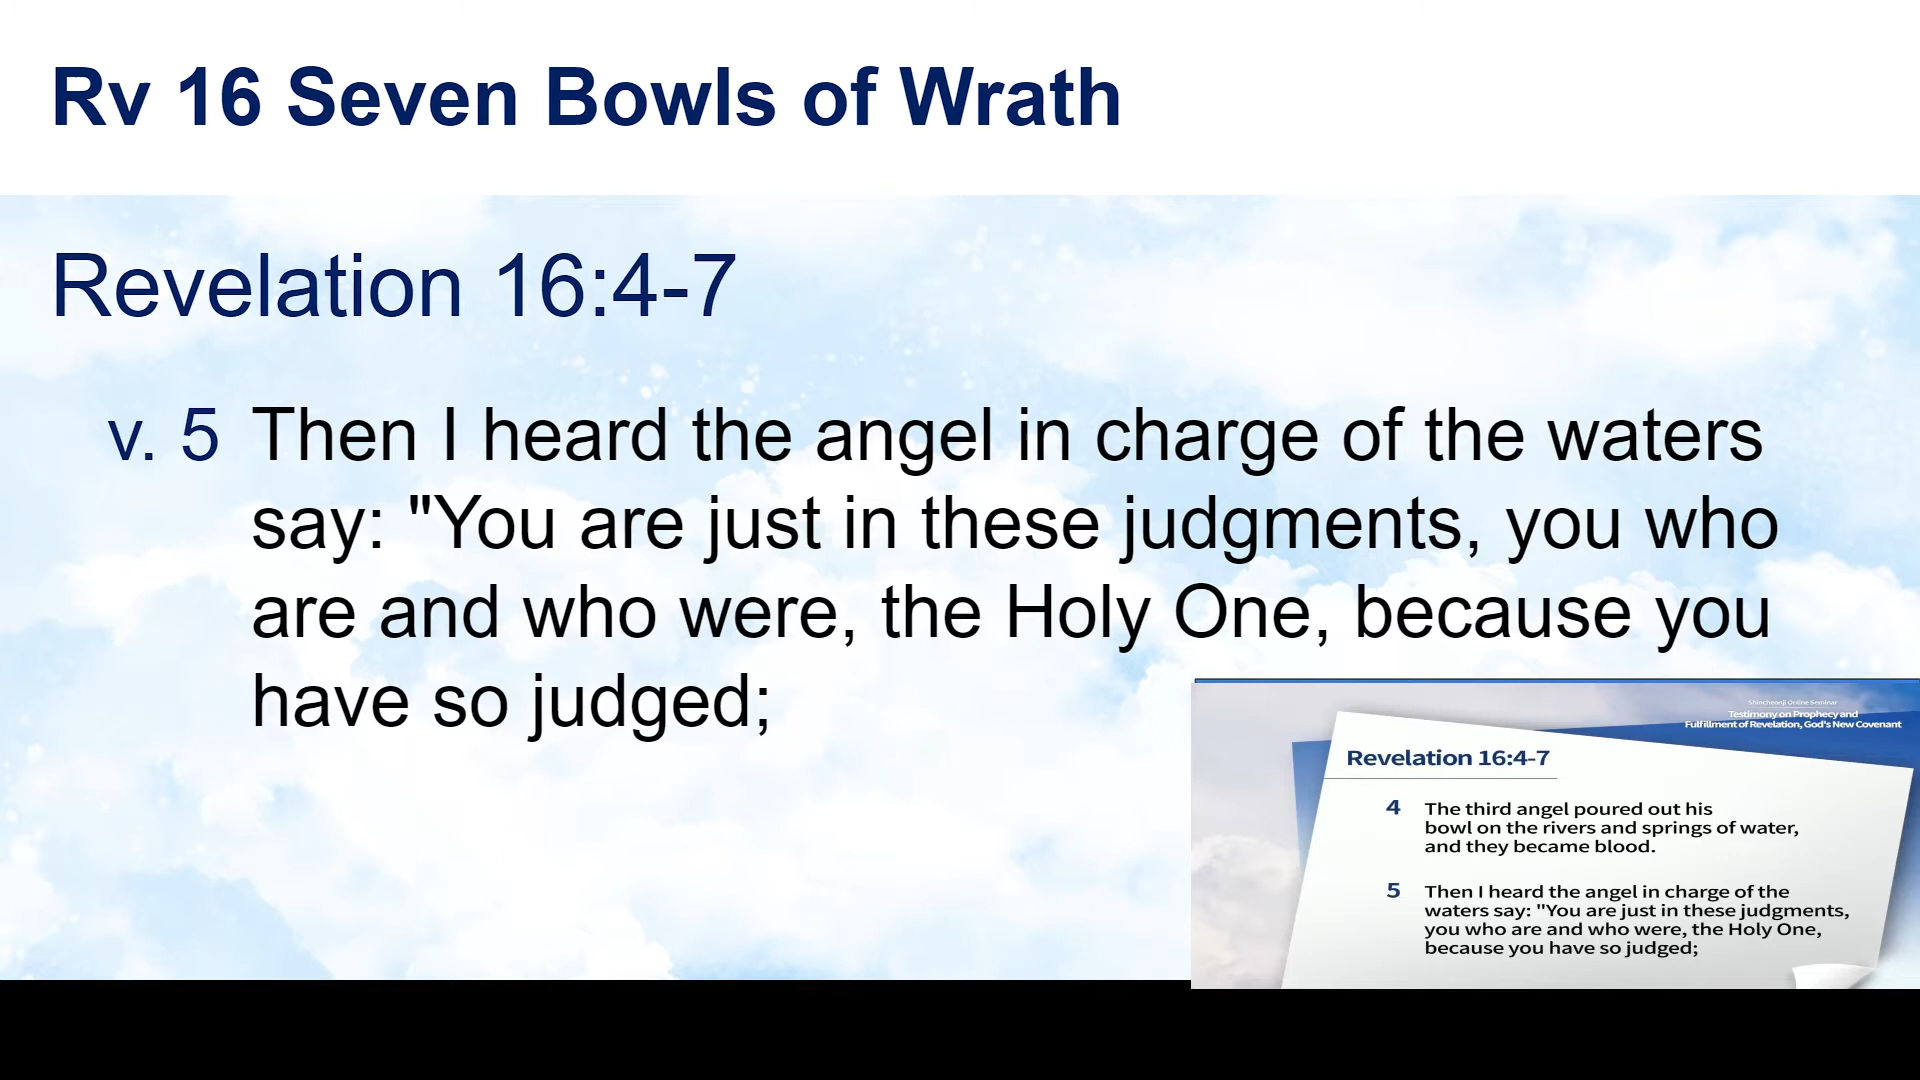 Rv 16 Seven Bowls of Wrath
Revelation 16:4-7
v. 5 Then I heard the angel in charge of the waters
say: "You are just in these judgments, you who
are and who were, the Holy One, because you
have so judged;
Shincheonji Online Seminar
Testimony on Prophecy and
Fulfillment of Revelation, God's New Covenant
Revelation 16:4-7
4 The third angel poured out his
bowl on the rivers and springs of water,
and they became blood.
5 Then I heard the angel in charge of the
waters say: "You are just in these judgments,
you who are and who were, the Holy One,
because you have so judged;